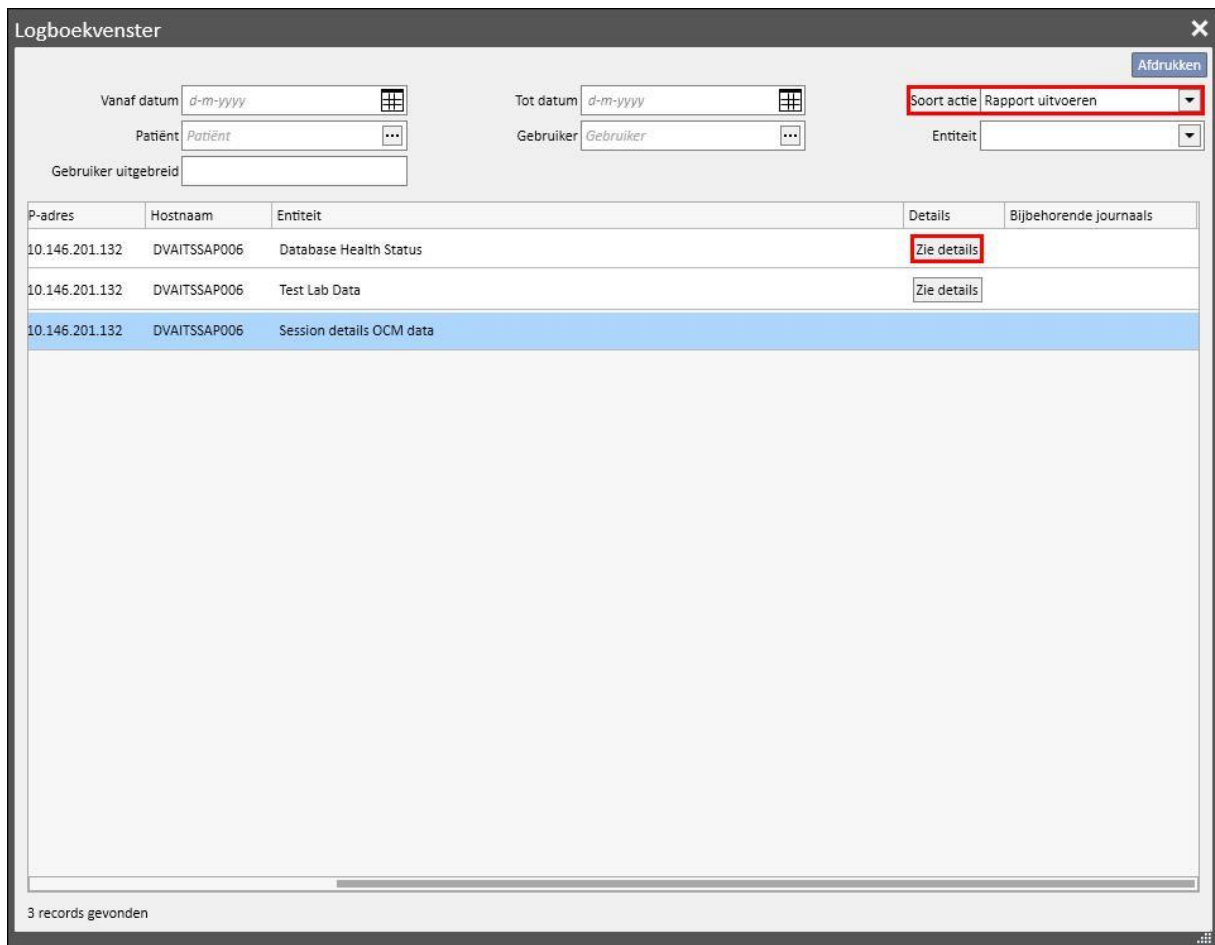 Logboekvenster
Afdrukken
Vanaf datum d-m-yyyy Tot datum d-m-yyyy Soort actie Rapport uitvoeren
Patiënt Patiënt Gebruiker Gebruiker Entiteit
Gebruiker uitgebreid
P-adres Hostnaam Entiteit Details Bijbehorende journaals
10.146.201.132 DVAITSSAP006 Database Health Status Zie details
10.146.201.132 DVAITSSAP006 Test Lab Data Zie details
10.146.201.132 DVAITSSAP006 Session details OCM data
3 records gevonden